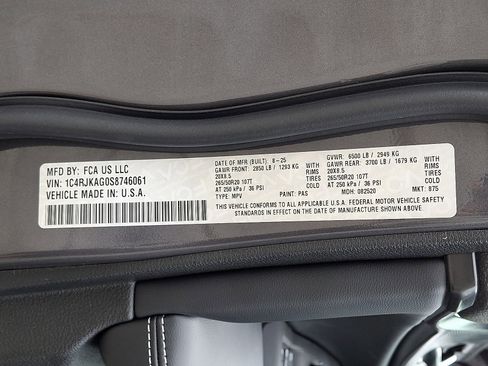 MFD BY: FCA US LLC
VIN: 1C4RJKAG0S8746061
VEHICLE MADE IN: U.S.A.
DATE OF MFR (BUILT): 8-25
GAWR FRONT: 2850 LB / 1293 KG
WITH TIRES RIMS
20X8.5
265/50R20 107T
AT 250 kPa / 36 PSI COLD
TYPE: MPV PAINT: PAS MDH: 082520
GVWR: 6500 LB / 2949 KG
GAWR REAR: 3700 LB / 1679 KG
WITH TIRES RIMS
20X8.5
265/50R20 107T
AT 250 kPa / 36 PSI COLD
MKT: 875
THIS VEHICLE CONFORMS TO ALL APPLICABLE U.S.A. FEDERAL MOTOR VEHICLE SAFETY
STANDARDS IN EFFECT ON THE DATE OF MANUFACTURE SHOWN ABOVE.